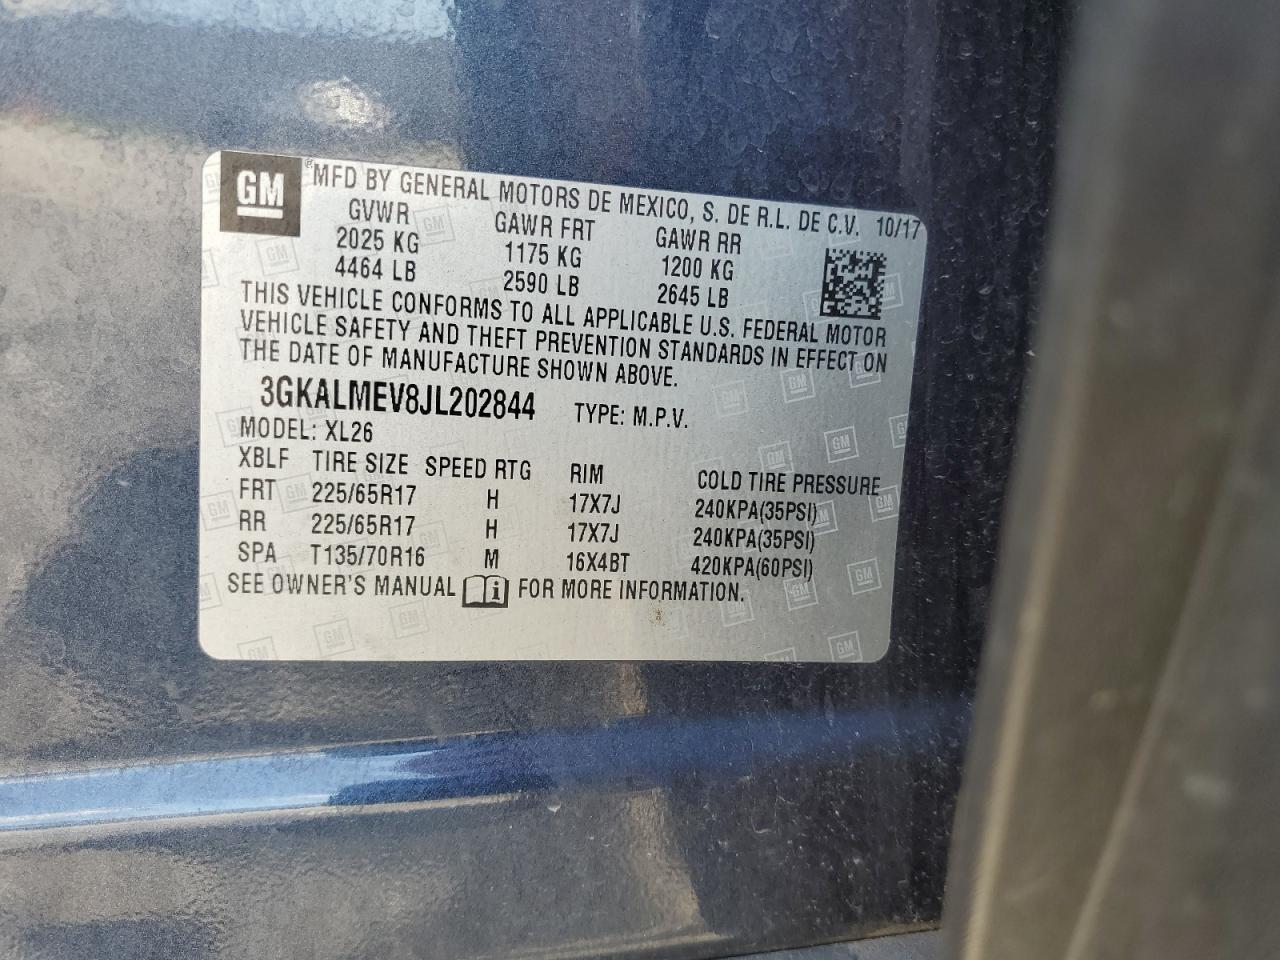 GM ® MFD BY GENERAL MOTORS DE MEXICO, S. DE R.L. DE C.V. 10/17
GVWR GAWR FRT GAWR RR
2025 KG 1175 KG 1200 KG
4464 LB 2590 LB 2645 LB
THIS VEHICLE CONFORMS TO ALL APPLICABLE U.S. FEDERAL MOTOR
VEHICLE SAFETY AND THEFT PREVENTION STANDARDS IN EFFECT ON
THE DATE OF MANUFACTURE SHOWN ABOVE.
3GKALMEV8JL202844 TYPE: M.P.V.
MODEL: XL26
XBLF TIRE SIZE SPEED RTG RIM COLD TIRE PRESSURE
FRT 225/65R17 H 17X7J 240KPA(35PSI)
RR 225/65R17 H 17X7J 240KPA(35PSI)
SPA T135/70R16 M 16X4BT 420KPA(60PSI)
SEE OWNER'S MANUAL i FOR MORE INFORMATION.